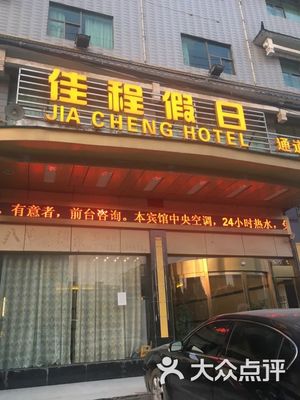 佳程假日
JIA CHENG HOTEL
通
有意者，前台咨询。本宾馆中央空调，24小时热水，
大众点评